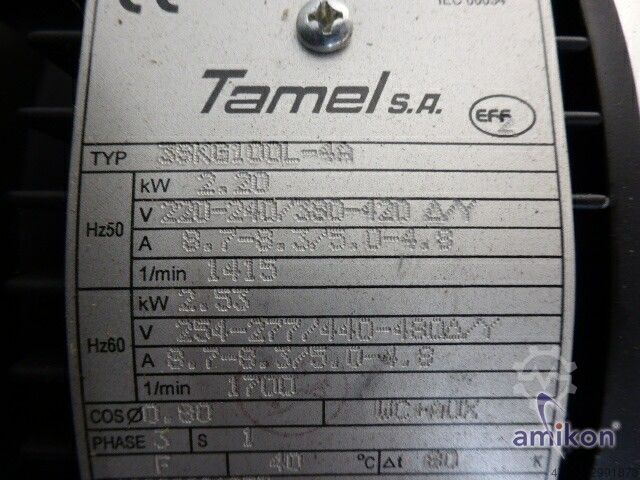 Tamel S.A.
EFF 2
TYP 3SKG100L-4A
kW 2.20
V 220-240/380-420 Δ/Y
Hz50
A 8.7-8.3/5.0-4.8
1/min 1415
kW 2.53
V 254-277/440-480Δ/Y
Hz60
A 8.7-8.3/5.0-4.8
1/min 1700
COSØ 0.80
PHASE 3 S 1
F 40 °C Δt 80 K
amikon